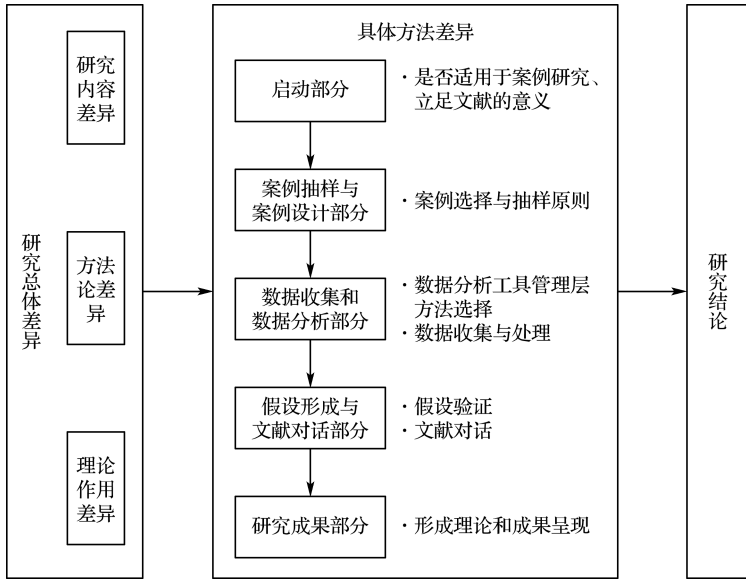 研究总体差异
研究
内容
差异
方法
论差
异
理论
作用
差异
具体方法差异
启动部分
·是否适用于案例研究、
立足文献的意义
案例抽样与
案例设计部分
·案例选择与抽样原则
数据收集和
数据分析部分
·数据分析工具管理层
方法选择
·数据收集与处理
假设形成与
文献对话部分
·假设验证
·文献对话
研究成果部分
·形成理论和成果呈现
研究结论